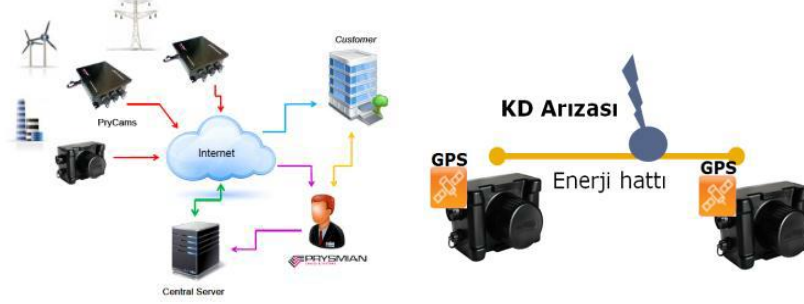 Customer
PryCams
Internet
PRYSMIAN
Central Server
KD Arızası
GPS
GPS
Enerji hattı